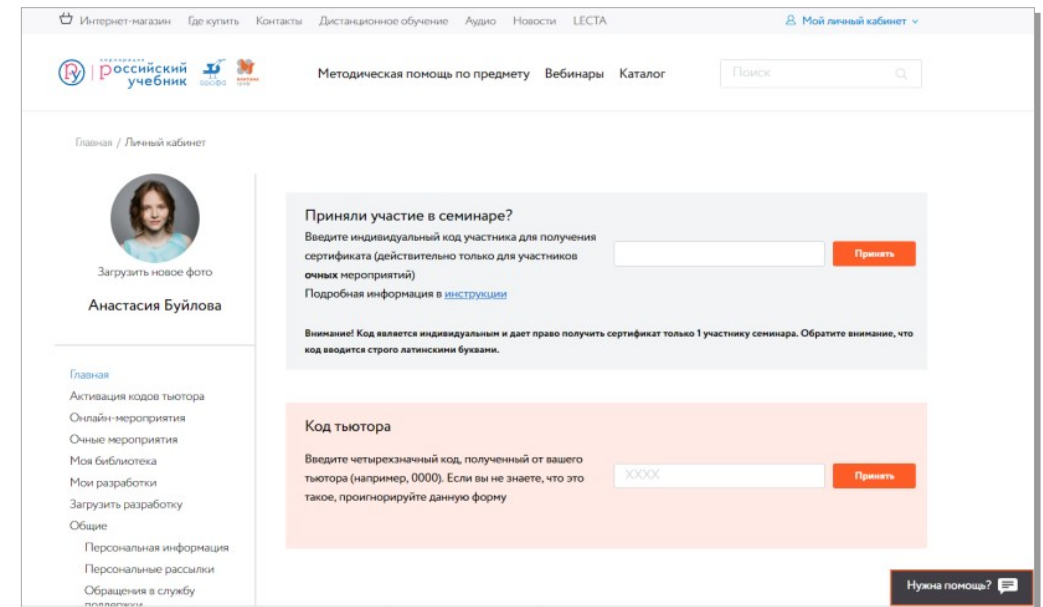 Интернет-магазин Где купить Контакты Дистанционное обучение Аудио Новости LECTA
Мой личный кабинет
корпорация
российский
учебник
Методическая помощь по предмету Вебинары Каталог
Поиск
Главная / Личный кабинет
Загрузить новое фото
Анастасия Буйлова
Главная
Активация кодов тьютора
Онлайн-мероприятия
Очные мероприятия
Моя библиотека
Мои разработки
Загрузить разработку
Общие
Персональная информация
Персональные рассылки
Обращения в службу
поддержки
Приняли участие в семинаре?
Введите индивидуальный код участника для получения
сертификата (действительно только для участников
очных мероприятий)
Подробная информация в инструкции
Принять
Внимание! Код является индивидуальным и дает право получить сертификат только 1 участнику семинара. Обратите внимание, что
код вводится строго латинскими буквами.
Код тьютора
Введите четырехзначный код, полученный от вашего
тьютора (например, 0000). Если вы не знаете, что это
такое, проигнорируйте данную форму
XXXX
Принять
Нужна помощь?